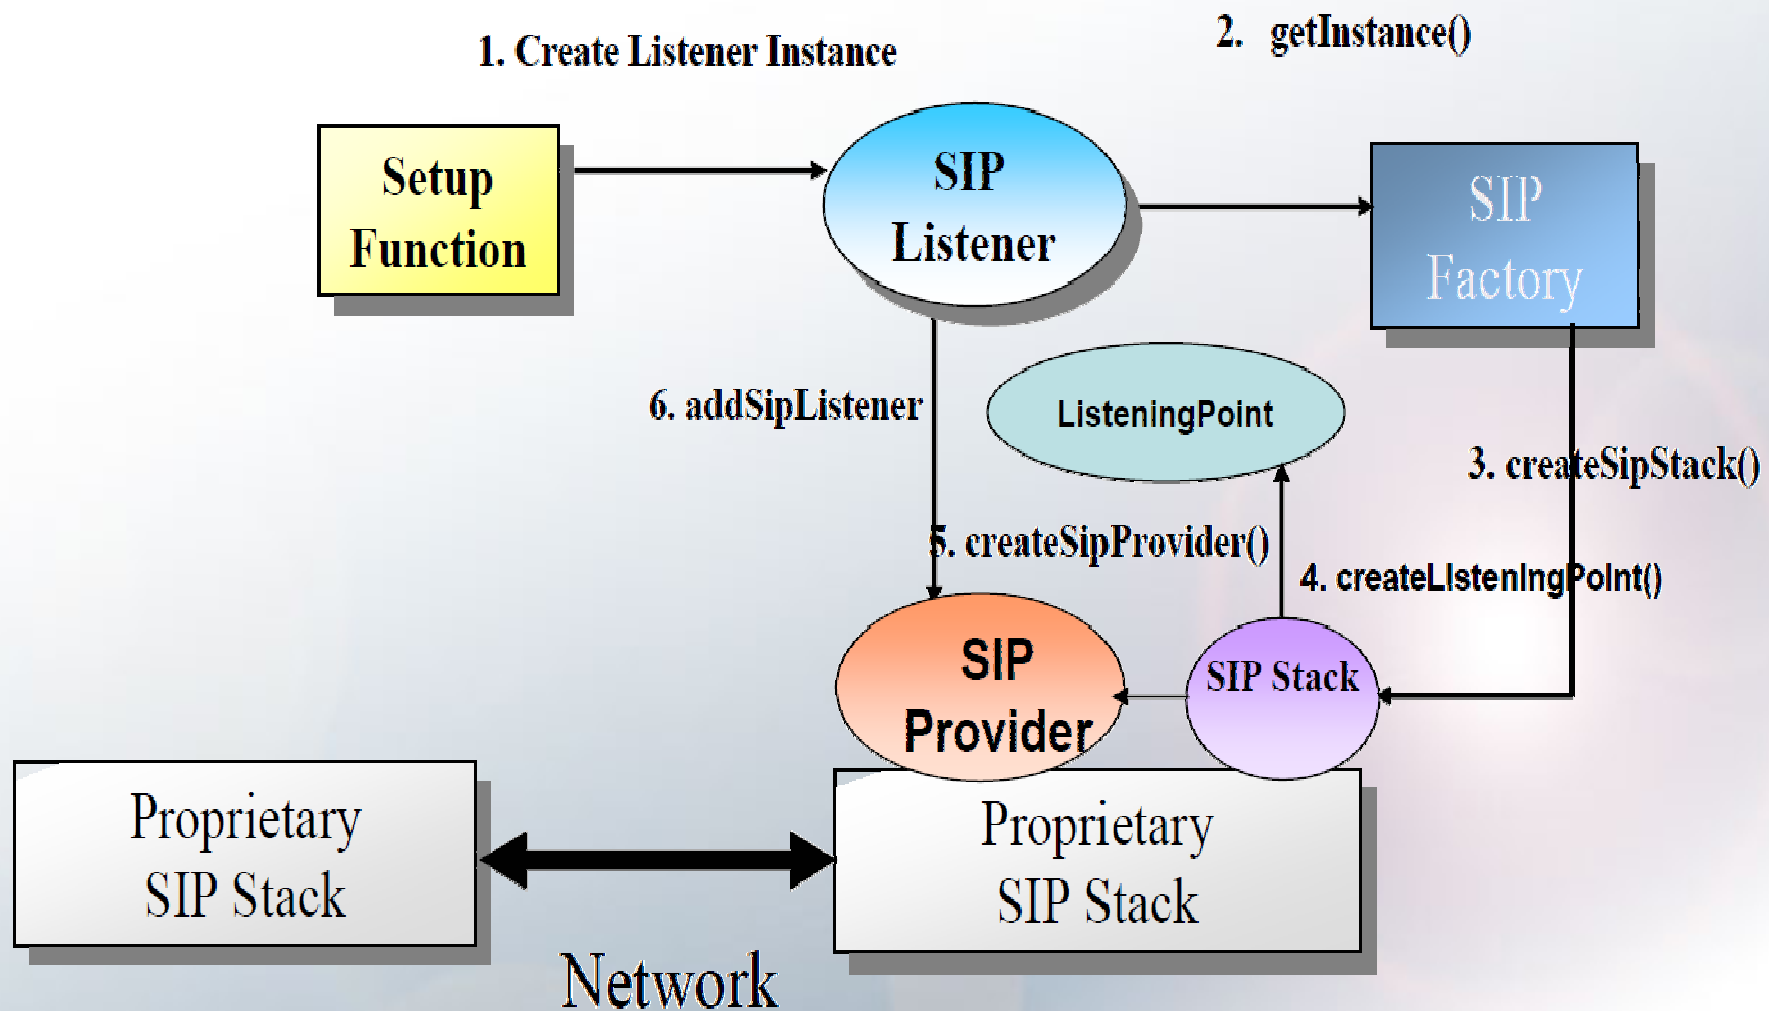 1. Create Listener Instance
2. getInstance()
Setup
Function
SIP
Listener
SIP
Factory
6. addSipListener
ListeningPoint
3. createSipStack()
5. createSipProvider()
4. createListeningPoint()
SIP
Provider
SIP Stack
Proprietary
SIP Stack
Proprietary
SIP Stack
Network